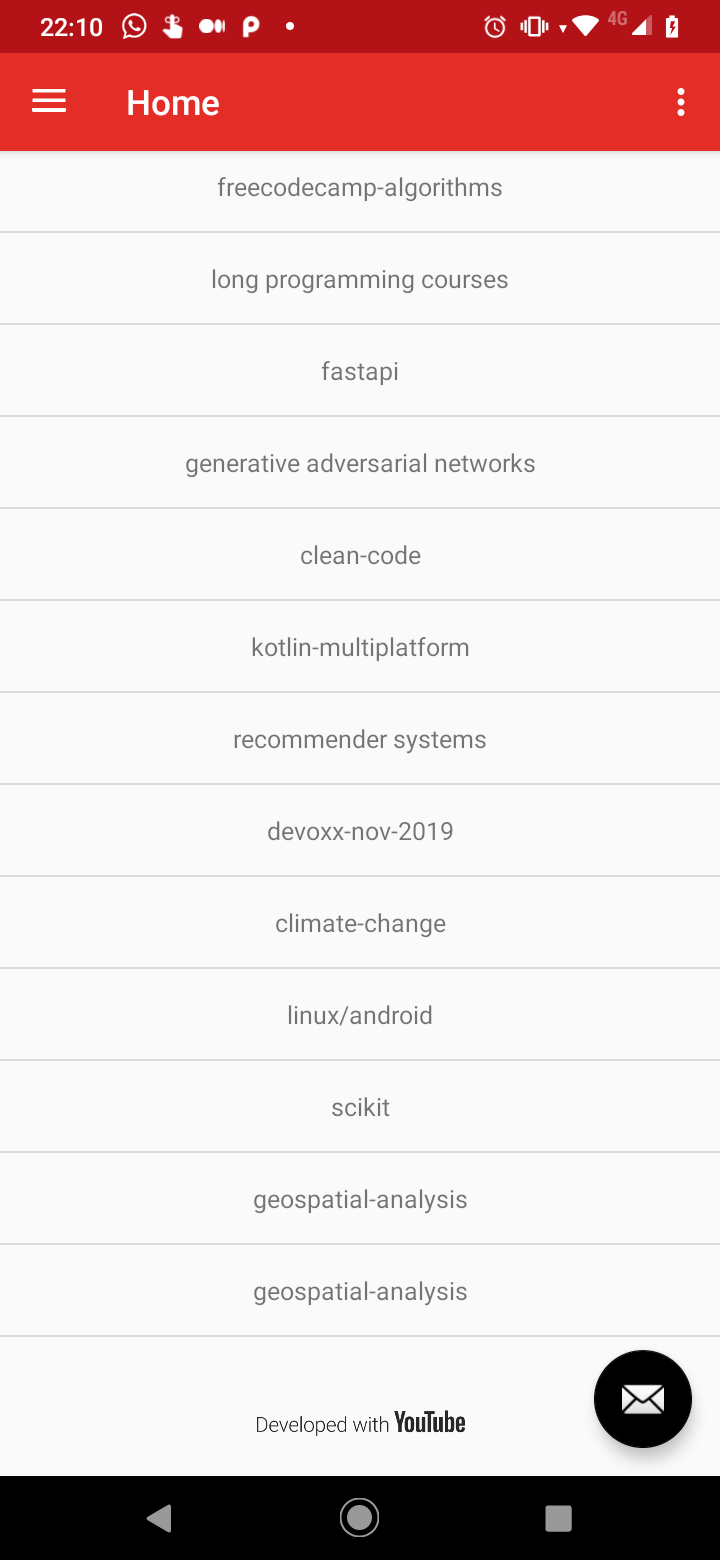 22:10
4G
Home
freecodecamp-algorithms
long programming courses
fastapi
generative adversarial networks
clean-code
kotlin-multiplatform
recommender systems
devoxx-nov-2019
climate-change
linux/android
scikit
geospatial-analysis
geospatial-analysis
Developed with YouTube